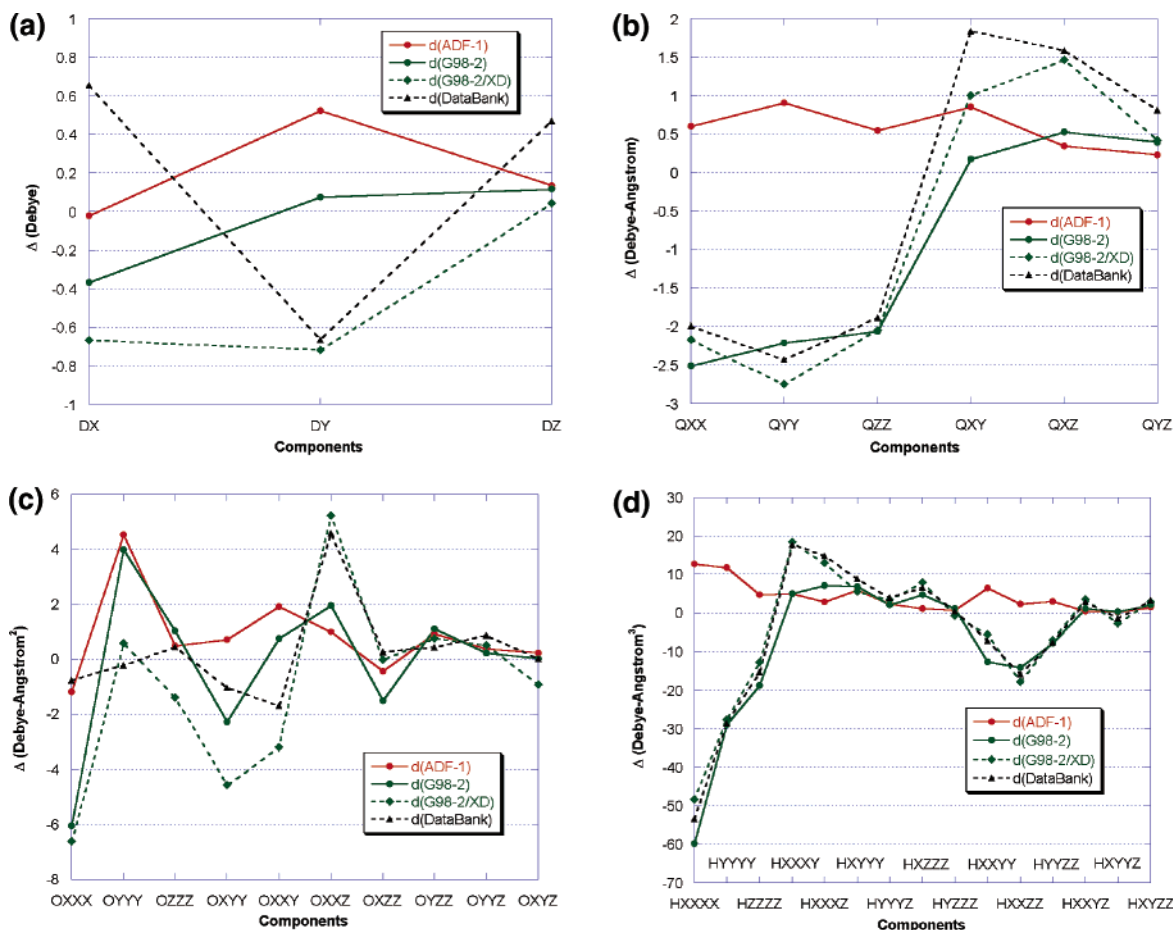 (a)
1
0.8
0.6
0.4
0.2
0
-0.2
-0.4
-0.6
-0.8
-1
Δ (Debye)
d(ADF-1)
d(G98-2)
d(G98-2/XD)
d(DataBank)
DX DY DZ
Components
(b)
2
1.5
1
0.5
0
-0.5
-1
-1.5
-2
-2.5
-3
Δ (Debye-Angstrom)
d(ADF-1)
d(G98-2)
d(G98-2/XD)
d(DataBank)
QXX QYY QZZ QXY QXZ QYZ
Components
(c)
6
4
2
0
-2
-4
-6
-8
Δ (Debye-Angstrom²)
d(ADF-1)
d(G98-2)
d(G98-2/XD)
d(DataBank)
OXXX OYYY OZZZ OXYY OXXY OXXZ OXZZ OYZZ OYYZ OXYZ
Components
(d)
30
20
10
0
-10
-20
-30
-40
-50
-60
-70
Δ (Debye-Angstrom³)
d(ADF-1)
d(G98-2)
d(G98-2/XD)
d(DataBank)
HYYYY HXXXY HXYYY HXZZZ HXXYY HYYZZ HXYYZ
HXXXX HZZZZ HXXXZ HYYYZ HYZZZ HXXZZ HXXYZ HXYZZ
Components